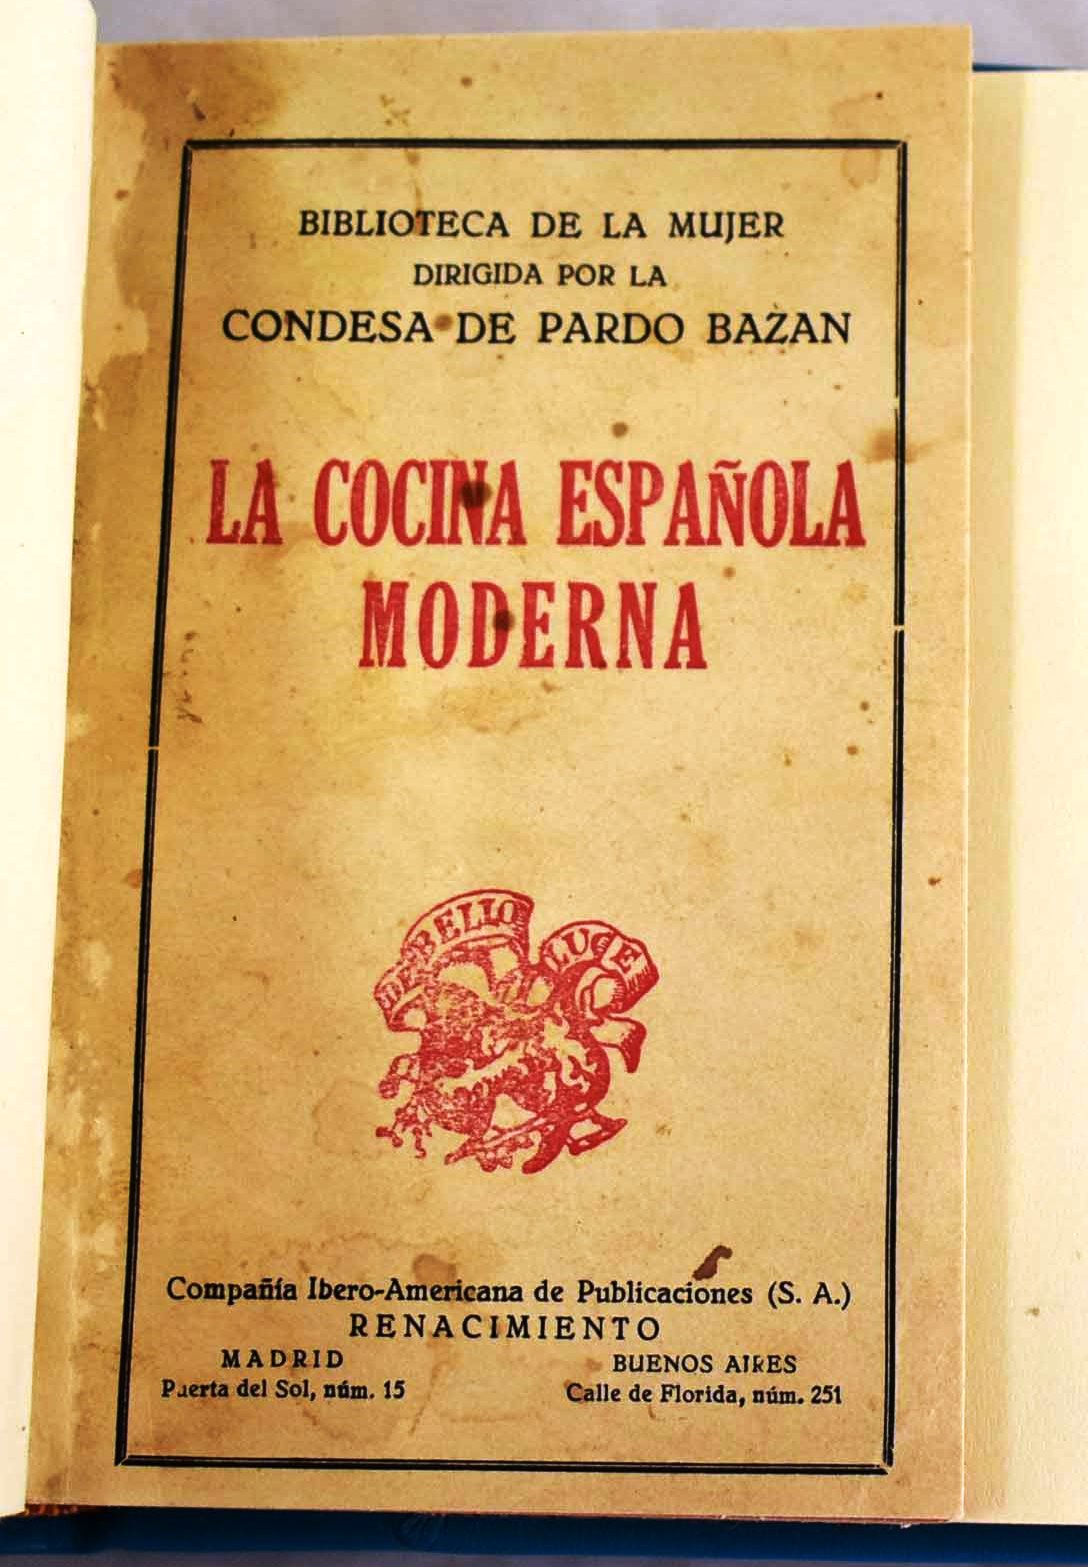 BIBLIOTECA DE LA MUJER
DIRIGIDA POR LA
CONDESA DE PARDO BAZAN
LA COCINA ESPAÑOLA
MODERNA
DE BELLO LUCE
Compañía Ibero-Americana de Publicaciones (S. A.)
RENACIMIENTO
MADRID
Puerta del Sol, núm. 15
BUENOS AIRES
Calle de Florida, núm. 251